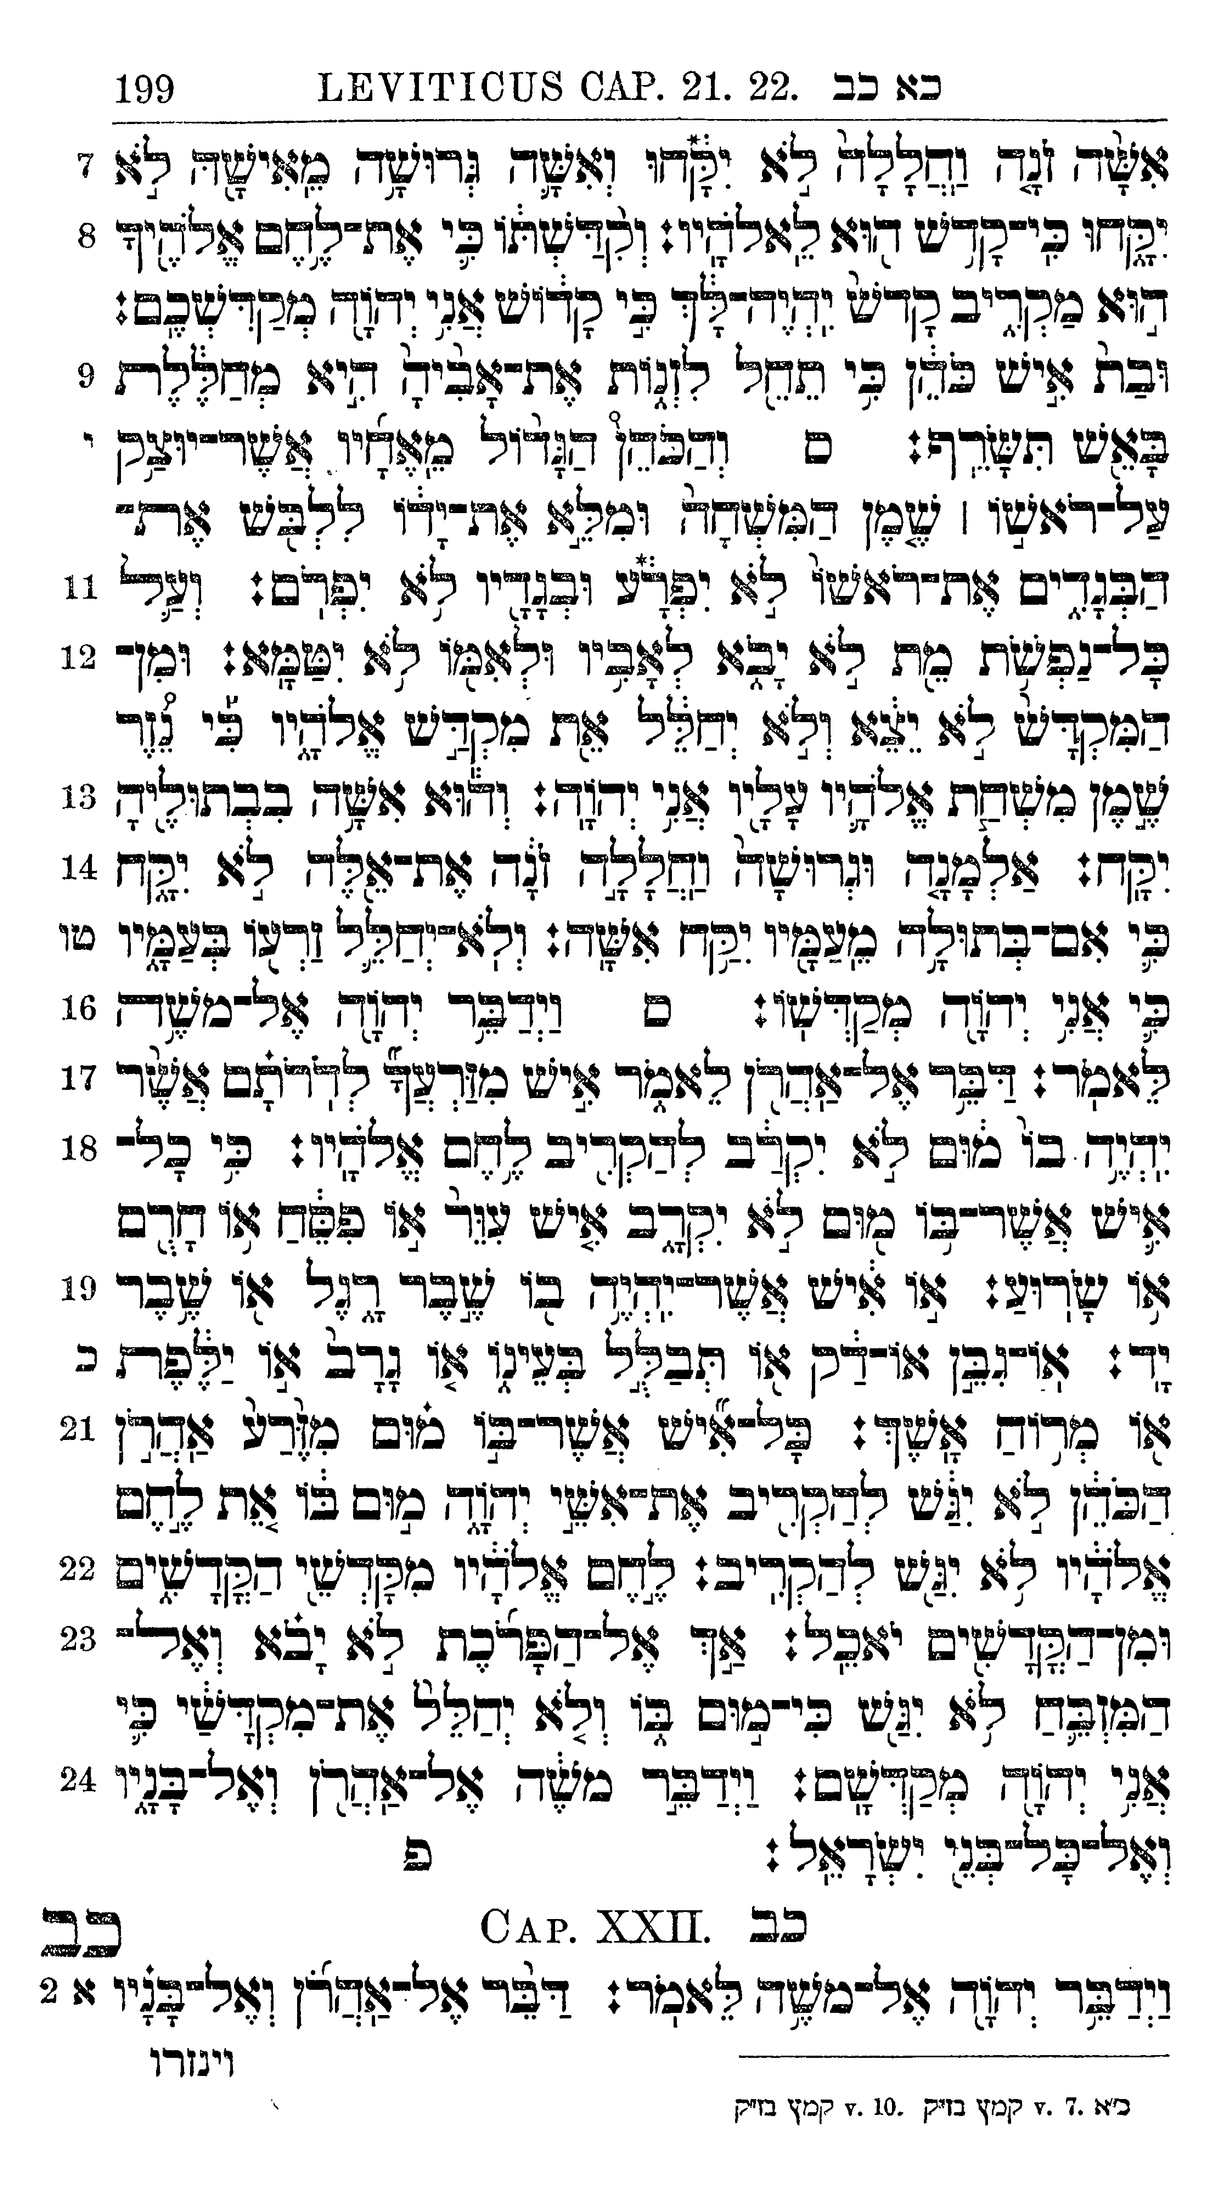 199 LEVITICUS CAP. 21. 22. כא כב
7 אִשָּׁ֨ה זֹנָ֤ה וַחֲלָלָה֙ לֹ֣א יִקָּ֔חוּ וְאִשָּׁ֛ה גְּרוּשָׁ֥ה מֵאִישָׁ֖הּ לֹ֣א
8 יִקָּ֑חוּ כִּֽי־קָדֹ֥שׁ ה֖וּא לֵאלֹהָֽיו׃ וְקִ֨דַּשְׁתּ֔וֹ כִּֽי־אֶת־לֶ֥חֶם אֱלֹהֶ֖יךָ
ה֣וּא מַקְרִ֑יב קָדֹשׁ֙ יִֽהְיֶה־לָּ֔ךְ כִּ֣י קָד֔וֹשׁ אֲנִ֥י יְהוָ֖ה מְקַדִּשְׁכֶֽם׃
9 וּבַת֙ אִ֣ישׁ כֹּהֵ֔ן כִּ֥י תֵחֵ֖ל לִזְנ֑וֹת אֶת־אָבִ֙יהָ֙ הִ֣יא מְחַלֶּ֔לֶת
י בָּאֵ֖שׁ תִּשָּׂרֵֽף׃ ס וְהַכֹּהֵן֩ הַגָּד֨וֹל מֵאֶחָ֜יו אֲשֶׁר־יוּצַ֥ק
עַל־רֹאשׁ֣וֹ ׀ שֶׁ֤מֶן הַמִּשְׁחָה֙ וּמִלֵּ֣א אֶת־יָד֔וֹ לִלְבֹּ֖שׁ אֶת־
11 הַבְּגָדִ֑ים אֶת־רֹאשׁוֹ֙ לֹ֣א יִפְרָ֔ע וּבְגָדָ֖יו לֹ֥א יִפְרֹֽם׃ וְעַ֛ל
12 כָּל־נַפְשֹׁ֥ת מֵ֖ת לֹ֣א יָבֹ֑א לְאָבִ֥יו וּלְאִמּ֖וֹ לֹ֥א יִטַּמָּֽא׃ וּמִן־
הַמִּקְדָּשׁ֙ לֹ֣א יֵצֵ֔א וְלֹ֣א יְחַלֵּ֔ל אֵ֖ת מִקְדַּ֣שׁ אֱלֹהָ֑יו כִּ֡י נֵ֠זֶר
13 שֶׁ֣מֶן מִשְׁחַ֧ת אֱלֹהָ֛יו עָלָ֖יו אֲנִ֥י יְהוָֽה׃ וְה֕וּא אִשָּׁ֥ה בִבְתוּלֶ֖יהָ
14 יִקָּֽח׃ אַלְמָנָ֤ה וּגְרוּשָׁה֙ וַחֲלָלָ֣ה זֹנָ֔ה אֶת־אֵ֖לֶּה לֹ֣א יִקָּ֑ח
טו כִּ֛י אִם־בְּתוּלָ֥ה מֵעַמָּ֖יו יִקַּ֥ח אִשָּֽׁה׃ וְלֹֽא־יְחַלֵּ֥ל זַרְע֖וֹ בְּעַמָּ֑יו
16 כִּ֛י אֲנִ֥י יְהוָ֖ה מְקַדְּשֽׁוֹ׃ ס וַיְדַבֵּ֥ר יְהוָ֖ה אֶל־מֹשֶׁ֥ה
17 לֵּאמֹֽר׃ דַּבֵּ֥ר אֶֽל־אַהֲרֹ֖ן לֵאמֹ֑ר אִ֣ישׁ מִֽזַּרְעֲךָ֞ לְדֹרֹתָ֗ם אֲשֶׁ֨ר
18 יִהְיֶ֥ה בוֹ֙ מ֔וּם לֹ֣א יִקְרַ֔ב לְהַקְרִ֖יב לֶ֥חֶם אֱלֹהָֽיו׃ כִּ֥י כָל־
אִ֛ישׁ אֲשֶׁר־בּ֥וֹ מ֖וּם לֹ֣א יִקְרָ֑ב אִ֤ישׁ עִוֵּר֙ א֣וֹ פִסֵּ֔חַ א֥וֹ חָרֻ֖ם
19 א֥וֹ שָׂרֽוּעַ׃ א֣וֹ אִ֔ישׁ אֲשֶׁר־יִהְיֶ֥ה ב֖וֹ שֶׁ֣בֶר רָ֑גֶל א֖וֹ שֶׁ֥בֶר
כ יָֽד׃ אֽוֹ־גִבֵּ֣ן אוֹ־דַ֔ק א֖וֹ תְּבַלֻּ֣ל בְּעֵינ֑וֹ א֤וֹ גָרָב֙ א֣וֹ יַלֶּ֔פֶת
21 א֖וֹ מְר֥וֹחַ אָֽשֶׁךְ׃ כָּל־אִ֞ישׁ אֲשֶׁר־בּ֣וֹ מ֗וּם מִזֶּ֙רַע֙ אַהֲרֹ֣ן
הַכֹּהֵ֔ן לֹ֣א יִגַּ֔שׁ לְהַקְרִ֖יב אֶת־אִשֵּׁ֣י יְהוָ֑ה מ֣וּם בּ֔וֹ אֵ֚ת לֶ֣חֶם
22 אֱלֹהָ֔יו לֹ֥א יִגַּ֖שׁ לְהַקְרִֽיב׃ לֶ֣חֶם אֱלֹהָ֔יו מִקָּדְשֵׁ֖י הַקֳּדָשִׁ֑ים
23 וּמִן־הַקֳּדָשִׁ֖ים יֹאכֵֽל׃ אַ֣ךְ אֶל־הַפָּרֹ֜כֶת לֹ֣א יָבֹ֗א וְאֶל־
הַמִּזְבֵּ֛חַ לֹ֥א יִגַּ֖שׁ כִּי־מ֣וּם בּ֑וֹ וְלֹ֤א יְחַלֵּל֙ אֶת־מִקְדָּשַׁ֔י כִּ֛י
24 אֲנִ֥י יְהוָ֖ה מְקַדְּשָֽׁם׃ וַיְדַבֵּ֣ר מֹשֶׁ֔ה אֶֽל־אַהֲרֹ֖ן וְאֶל־בָּנָ֑יו
וְאֶֽל־כָּל־בְּנֵ֖י יִשְׂרָאֵֽל׃ פ
כב CAP. XXII. כב
2 א וַיְדַבֵּ֥ר יְהוָ֖ה אֶל־מֹשֶׁ֥ה לֵּאמֹֽר׃ דַּבֵּ֨ר אֶֽל־אַהֲרֹ֜ן וְאֶל־בָּנָ֗יו
וינזרו
כ״א v. 7. קמץ בז״ק v. 10. קמץ בז״ק